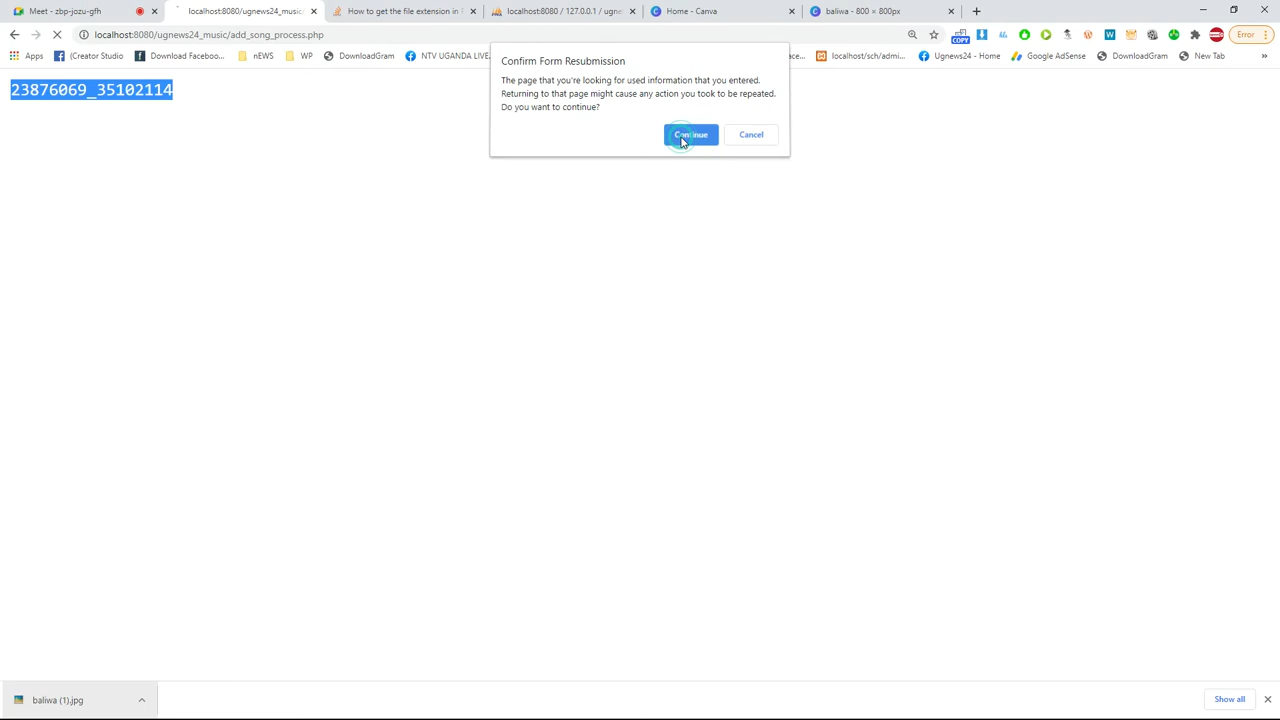 Meet - zbp-jozu-gfh
localhost:8080/ugnews24_music
How to get the file extension in
localhost:8080 / 127.0.0.1 / ugne
Home - Canva
baliwa - 800 × 800px
localhost:8080/ugnews24_music/add_song_process.php
COPY
Error
Apps
(Creator Studio
Download Faceboo...
nEWS
WP
DownloadGram
NTV UGANDA LIVE
localhost/sch/admi...
Ugnews24 - Home
Google AdSense
DownloadGram
New Tab
»
23876069_35102114
Confirm Form Resubmission
The page that you're looking for used information that you entered.
Returning to that page might cause any action you took to be repeated.
Do you want to continue?
Continue
Cancel
baliwa (1).jpg
Show all